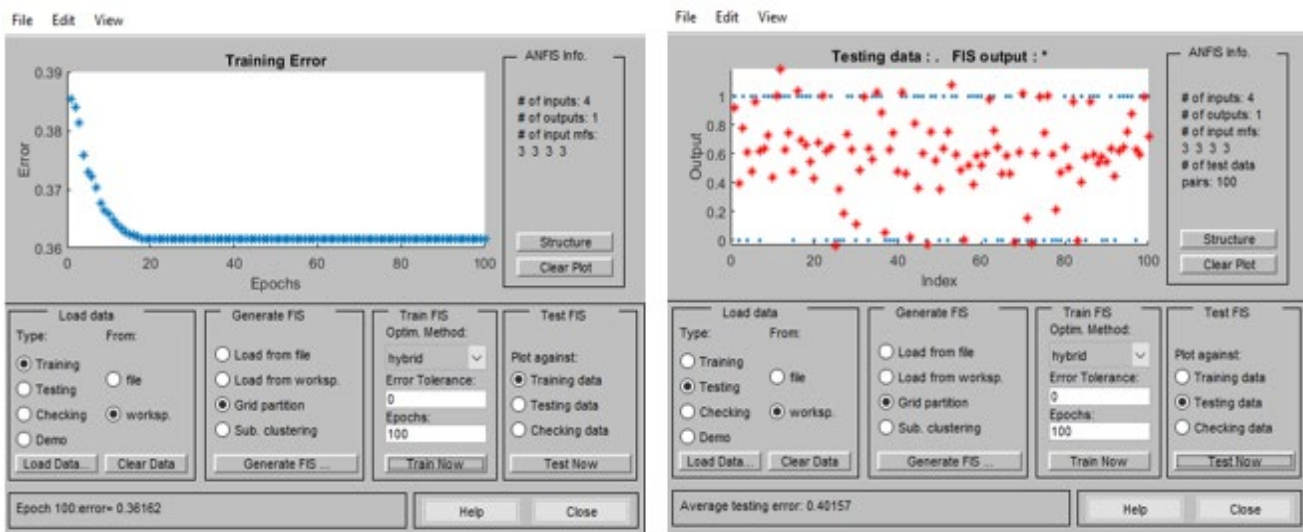 File Edit View
Training Error
0.39
0.38
0.37
0.36
Error
0 20 40 60 80 100
Epochs
ANFIS Info.
# of inputs: 4
# of outputs: 1
# of input mfs:
3 3 3 3
Structure
Clear Plot
Load data
Type: From:
Training
Testing
Checking
Demo
file
worksp.
Load Data... Clear Data
Generate FIS
Load from file
Load from worksp.
Grid partition
Sub. clustering
Generate FIS ...
Train FIS
Optim. Method:
hybrid
Error Tolerance:
0
Epochs:
100
Train Now
Test FIS
Plot against:
Training data
Testing data
Checking data
Test Now
Epoch 100:error= 0.36162
Help Close
File Edit View
Testing data : . FIS output : *
1
0.8
0.6
0.4
0.2
0
Output
0 20 40 60 80 100
Index
ANFIS Info.
# of inputs: 4
# of outputs: 1
# of input mfs:
3 3 3 3
# of test data
pairs: 100
Structure
Clear Plot
Load data
Type: From:
Training
Testing
Checking
Demo
file
worksp.
Load Data... Clear Data
Generate FIS
Load from file
Load from worksp.
Grid partition
Sub. clustering
Generate FIS ...
Train FIS
Optim. Method:
hybrid
Error Tolerance:
0
Epochs:
100
Train Now
Test FIS
Plot against:
Training data
Testing data
Checking data
Test Now
Average testing error: 0.40157
Help Close